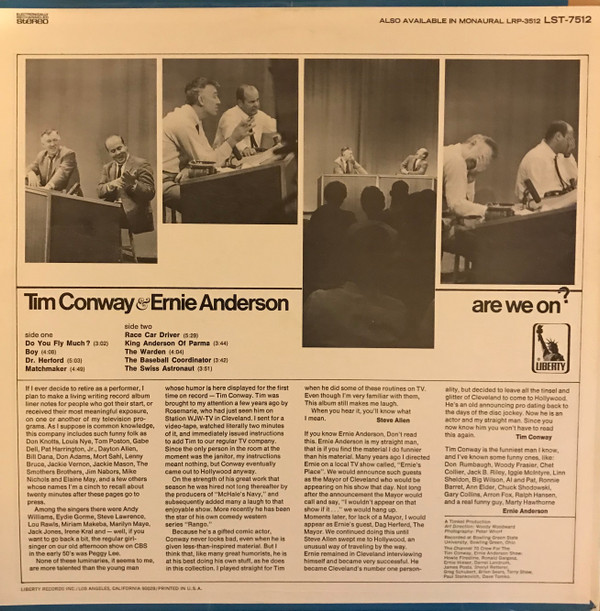 ELECTRONICALLY RE-RECORDED
STEREO
ALSO AVAILABLE IN MONAURAL LRP-3512 LST-7512
Tim Conway & Ernie Anderson
are we on?
side one
Do You Fly Much? (3:02)
Boy (4:08)
Dr. Herford (5:03)
Matchmaker (4:49)
side two
Race Car Driver (5:29)
King Anderson Of Parma (3:44)
The Warden (4:04)
The Baseball Coordinator (3:42)
The Swiss Astronaut (3:51)
LIBERTY
If I ever decide to retire as a performer, I
plan to make a living writing record album
liner notes for people who got their start, or
received their most meaningful exposure,
on one or another of my television pro-
grams. As I suppose is common knowledge,
this company includes such funny folk as
Don Knotts, Louis Nye, Tom Poston, Gabe
Dell, Pat Harrington, Jr., Dayton Allen,
Bill Dana, Don Adams, Mort Sahl, Lenny
Bruce, Jackie Vernon, Jackie Mason, The
Smothers Brothers, Jim Nabors, Mike
Nichols and Elaine May, and a few others
whose names I'm a cinch to recall about
twenty minutes after these pages go to
press.
Among the singers there were Andy
Williams, Eydie Gorme, Steve Lawrence,
Lou Rawls, Miriam Makeba, Marilyn Maye,
Jack Jones, Irene Kral and — well, if you
want to go back a bit, the regular girl-
singer on our old afternoon show on CBS
in the early 50's was Peggy Lee.
None of these luminaries, it seems to me,
are more talented than the young man
whose humor is here displayed for the first
time on record — Tim Conway. Tim was
brought to my attention a few years ago by
Rosemarie, who had just seen him on
Station WJW-TV in Cleveland. I sent for a
video-tape, watched literally two minutes
of it, and immediately issued instructions
to add Tim to our regular TV company.
Since the only person in the room at the
moment was the janitor, my instructions
meant nothing, but Conway eventually
came out to Hollywood anyway.
On the strength of his great work that
season he was hired not long thereafter by
the producers of "McHale's Navy," and
subsequently added many a laugh to that
enjoyable show. More recently he has been
the star of his own comedy western
series "Rango."
Because he's a gifted comic actor,
Conway never looks bad, even when he is
given less-than-inspired material. But I
think that, like many great humorists, he is
at his best doing his own stuff, as he does
in this collection. I played straight for Tim
when he did some of these routines on TV.
Even though I'm very familiar with them,
This album still makes me laugh.
When you hear it, you'll know what
I mean.
Steve Allen
If you know Ernie Anderson, Don't read
this. Ernie Anderson is my straight man,
that is if you find the material I do funnier
than his material. Many years ago I directed
Ernie on a local TV show called, "Ernie's
Place". We would announce such guests
as the Mayor of Cleveland who would be
appearing on his show that day. Not long
after the announcement the Mayor would
call and say, "I wouldn't appear on that
show if it . . ." we would hang up.
Moments later, for lack of a Mayor, I would
appear as Ernie's guest, Dag Herford, The
Mayor. We continued doing this until
Steve Allen swept me to Hollywood, an
unusual way of traveling by the way.
Ernie remained in Cleveland interviewing
himself and became very successful. He
became Cleveland's number one person-
ality, but decided to leave all the tinsel and
glitter of Cleveland to come to Hollywood.
He's an old announcing pro dating back to
the days of the disc jockey. Now he is an
actor and my straight man. Since you
now know him you won't have to read
this again.
Tim Conway
Tim Conway is the funniest man I know,
and I've known some funny ones, like:
Don Rumbaugh, Woody Frasier, Chef
Collier, Jack B. Riley, Iggie McIntyre, Linn
Sheldon, Big Wilson, Al and Pat, Ronnie
Barret, Ann Elder, Chuck Shodowski,
Gary Collins, Arron Fox, Ralph Hansen,
and a real funny guy, Marty Hawthorne
Ernie Anderson
Art Direction: Woody Woodward
Photography: Peter Whorf
Recorded at Bowling Green State
University, Bowling Green, Ohio
LIBERTY RECORDS INC./LOS ANGELES, CALIFORNIA 90028/PRINTED IN U.S.A.